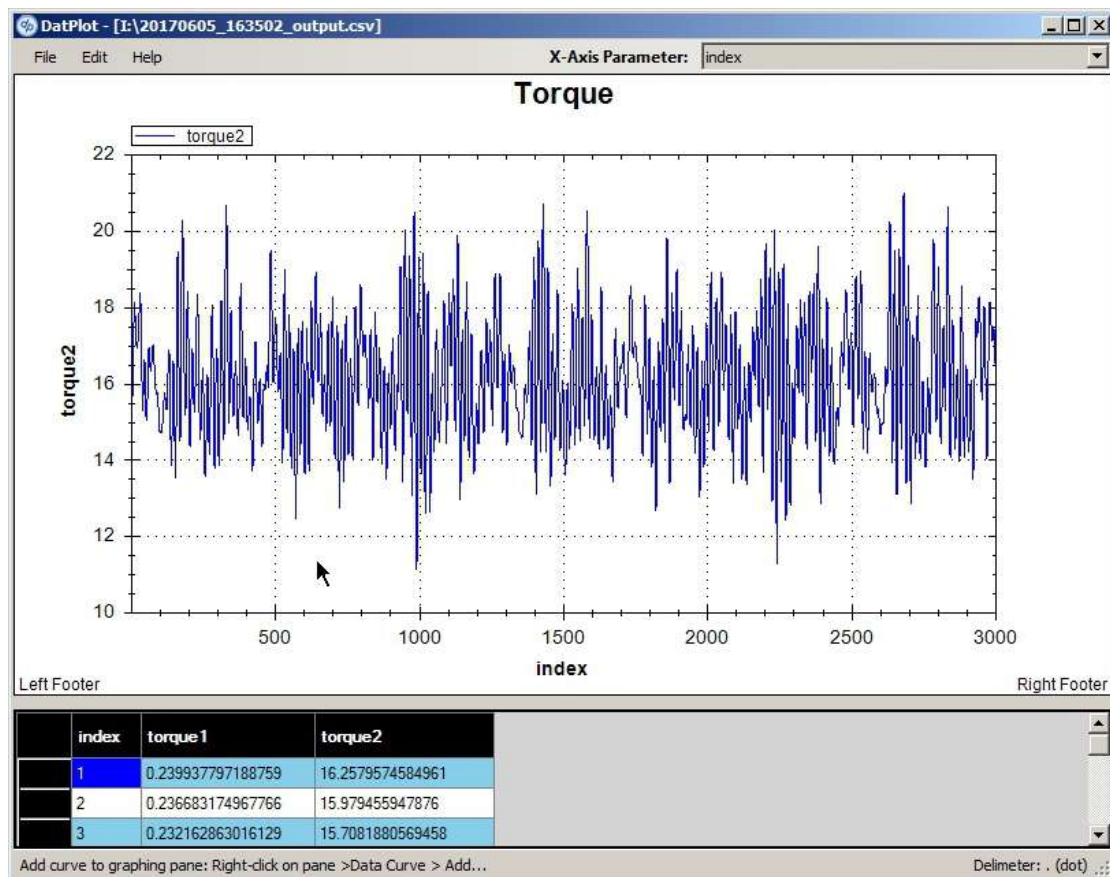 DatPlot - [I:\20170605_163502_output.csv]
File Edit Help X-Axis Parameter: index
Torque
torque2
22
20
18
16
14
12
10
torque2
500 1000 1500 2000 2500 3000
index
Left Footer Right Footer
index torque1 torque2
1 0.239937797188759 16.2579574584961
2 0.236683174967766 15.979455947876
3 0.232162863016129 15.7081880569458
Add curve to graphing pane: Right-click on pane >Data Curve > Add... Delimeter: . (dot)